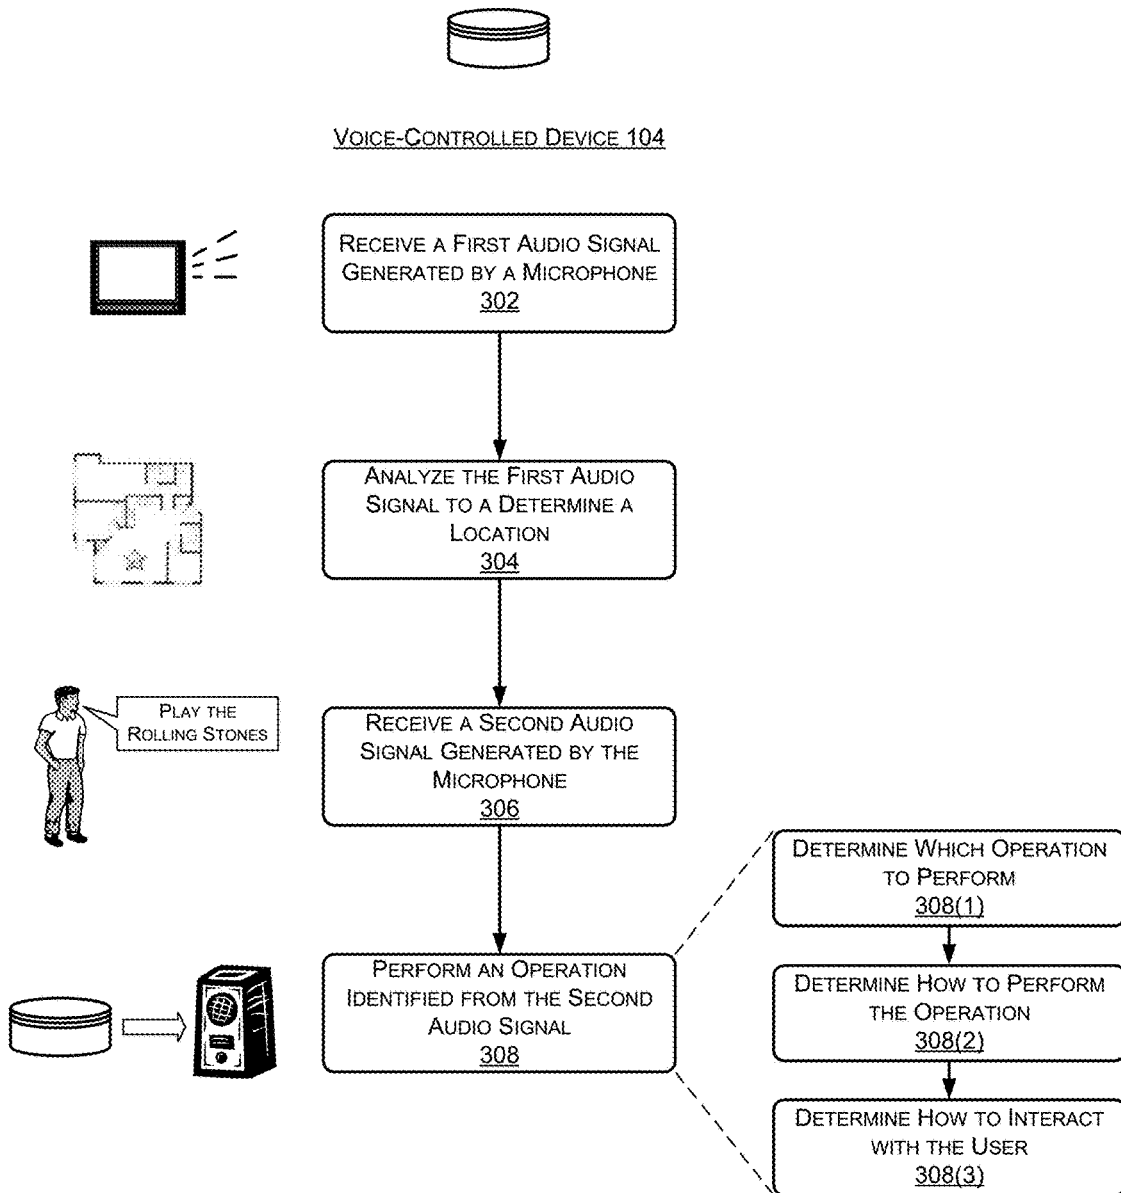 VOICE-CONTROLLED DEVICE 104
RECEIVE A FIRST AUDIO SIGNAL
GENERATED BY A MICROPHONE
302
ANALYZE THE FIRST AUDIO
SIGNAL TO A DETERMINE A
LOCATION
304
PLAY THE
ROLLING STONES
RECEIVE A SECOND AUDIO
SIGNAL GENERATED BY THE
MICROPHONE
306
PERFORM AN OPERATION
IDENTIFIED FROM THE SECOND
AUDIO SIGNAL
308
DETERMINE WHICH OPERATION
TO PERFORM
308(1)
DETERMINE HOW TO PERFORM
THE OPERATION
308(2)
DETERMINE HOW TO INTERACT
WITH THE USER
308(3)